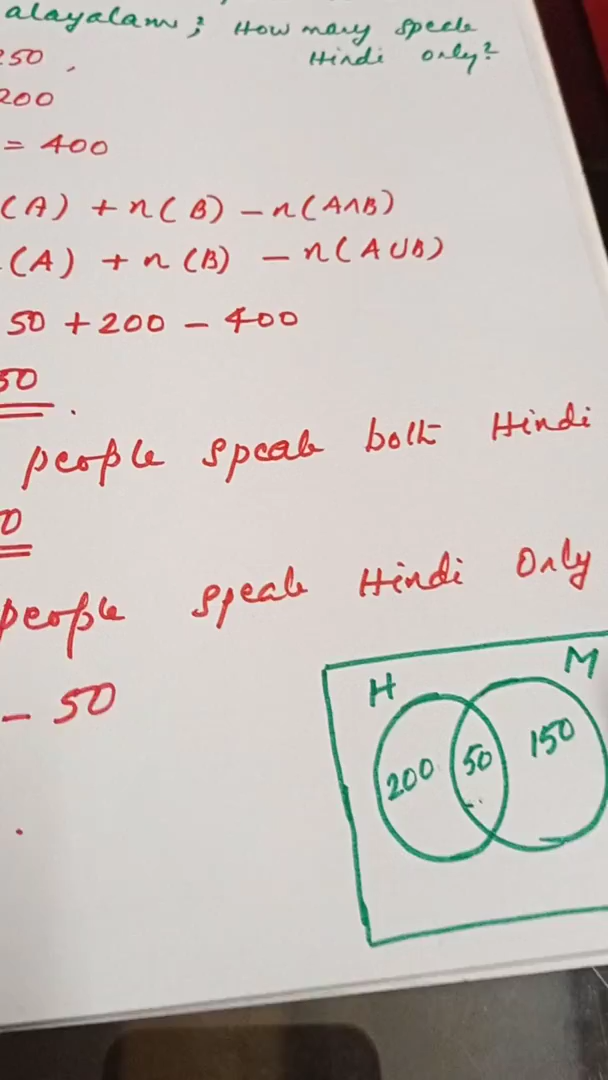 alayalam; How many speak
Hindi only?
250
200
= 400
(A) + n(B) - n(A∩B)
(A) + n(B) - n(A∪B)
50 + 200 - 400
50
people speak both Hindi
0
people speak Hindi Only
- 50
H
M
200
50
150